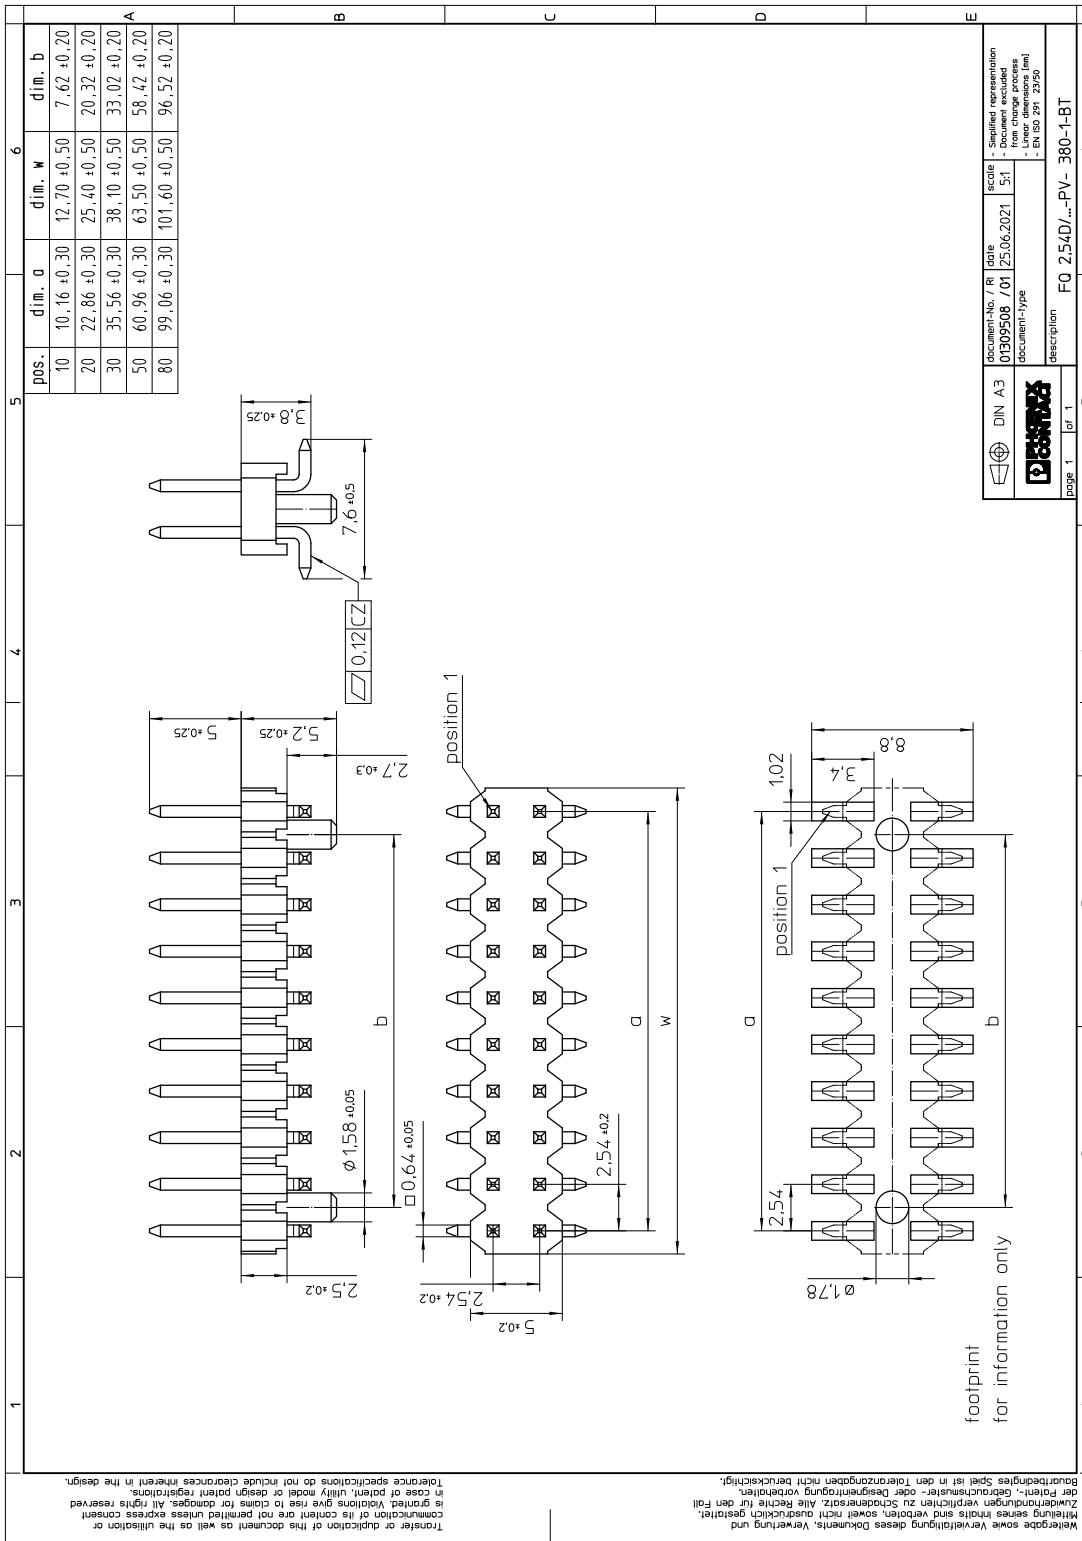 pos. dim. a dim. w dim. b
10 10,16 ±0,30 12,70 ±0,50 7,62 ±0,20
20 22,86 ±0,30 25,40 ±0,50 20,32 ±0,20
30 35,56 ±0,30 38,10 ±0,50 33,02 ±0,20
50 60,96 ±0,30 63,50 ±0,50 58,42 ±0,20
80 99,06 ±0,30 101,60 ±0,50 96,52 ±0,20
1 2 3 4 5 6
A B C D E
5 ±0,25
5,2 ±0,25
2,7 ±0,3
b
⌀1,58 ±0,05
2,5 ±0,2
3,8 ±0,25
7,6 ±0,5
0,12 CZ
position 1
□0,64 ±0,05
2,54 ±0,2
a
w
2,54 ±0,2
5 ±0,2
position 1
1,02
3,4
8,8
a
b
2,54
⌀1,78
footprint
for information only
DIN A3
PHOENIX
CONTACT
page 1 of 1
document-No. / RI
01309508 / 01
date
25.06.2021
scale
5:1
- Simplified representation
- Document excluded
from change process
- Linear dimensions [mm]
- EN ISO 291 23/50
document-type
description
FQ 2,54D/...-PV- 380-1-BT
Weitergabe sowie Vervielfältigung dieses Dokuments, Verwertung und
Mitteilung seines Inhalts sind verboten, soweit nicht ausdrücklich gestattet.
Zuwiderhandlungen verpflichten zu Schadenersatz. Alle Rechte für den Fall
der Patent-, Gebrauchsmuster- oder Designeintragung vorbehalten.
Bauartbedingtes Spiel ist in den Toleranzangaben nicht berücksichtigt.
Transfer or duplication of this document as well as the utilisation or
communication of its content are not permitted unless express consent
is granted. Violations give rise to claims for damages. All rights reserved
in case of patent, utility model or design patent registrations.
Tolerance specifications do not include clearances inherent in the design.